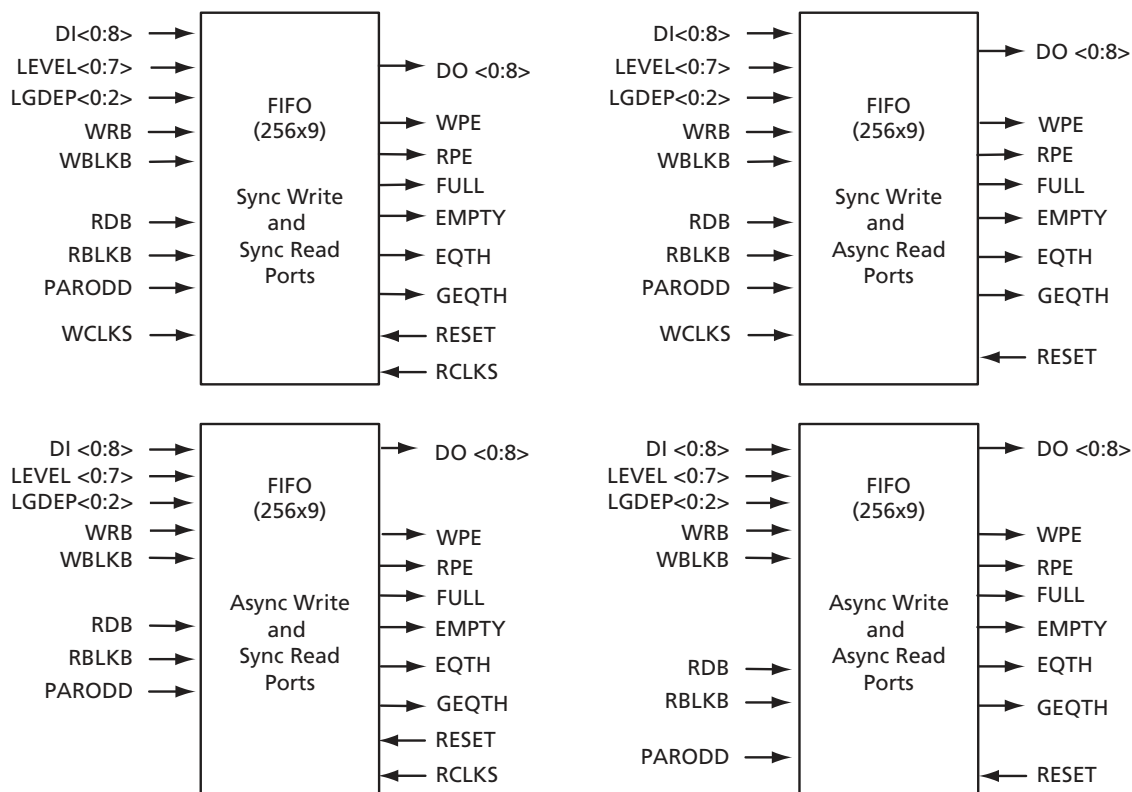 DI<0:8>
LEVEL<0:7>
LGDEP<0:2>
WRB
WBLKB
RDB
RBLKB
PARODD
WCLKS
FIFO
(256x9)
Sync Write
and
Sync Read
Ports
DO <0:8>
WPE
RPE
FULL
EMPTY
EQTH
GEQTH
RESET
RCLKS
DI<0:8>
LEVEL<0:7>
LGDEP<0:2>
WRB
WBLKB
RDB
RBLKB
PARODD
WCLKS
FIFO
(256x9)
Sync Write
and
Async Read
Ports
DO <0:8>
WPE
RPE
FULL
EMPTY
EQTH
GEQTH
RESET
DI <0:8>
LEVEL <0:7>
LGDEP<0:2>
WRB
WBLKB
RDB
RBLKB
PARODD
FIFO
(256x9)
Async Write
and
Sync Read
Ports
DO <0:8>
WPE
RPE
FULL
EMPTY
EQTH
GEQTH
RESET
RCLKS
DI <0:8>
LEVEL <0:7>
LGDEP<0:2>
WRB
WBLKB
RDB
RBLKB
PARODD
FIFO
(256x9)
Async Write
and
Async Read
Ports
DO <0:8>
WPE
RPE
FULL
EMPTY
EQTH
GEQTH
RESET